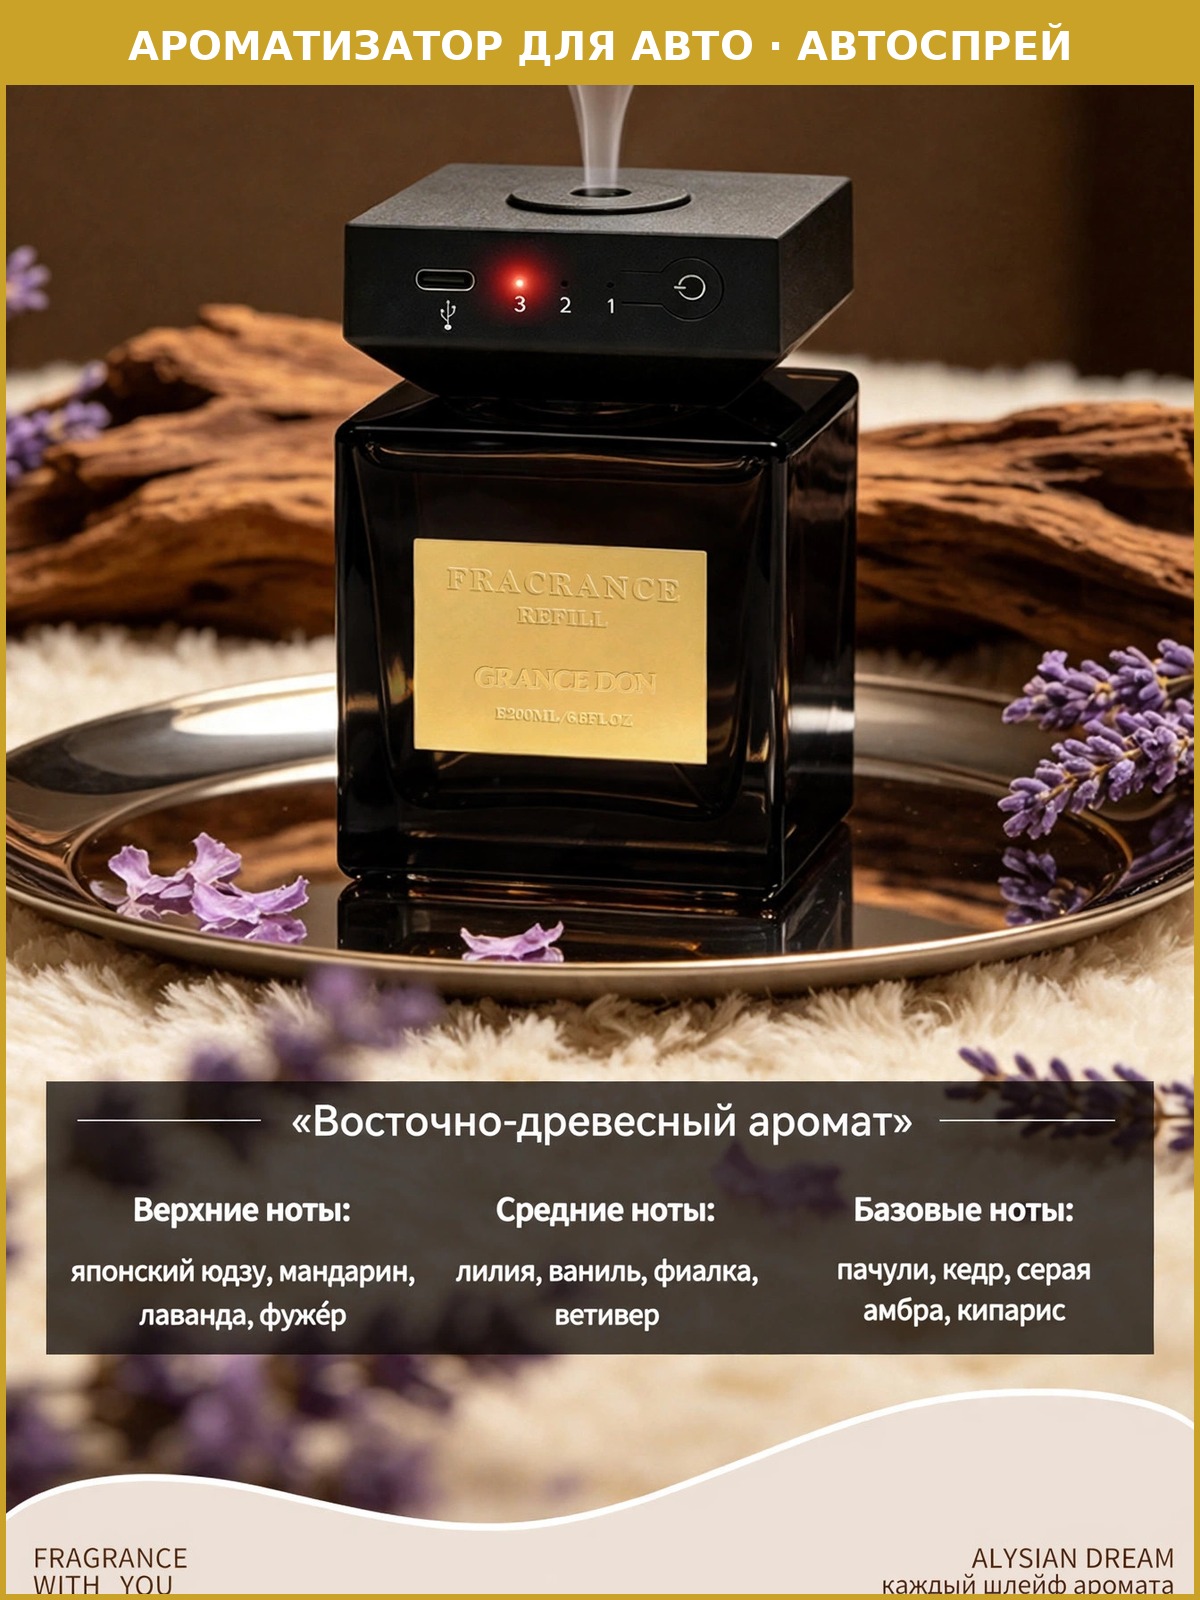 АРОМАТИЗАТОР ДЛЯ АВТО · АВТОСПРЕЙ
3 2 1
FRACRANCE
REFILL
GRANCE DON
E200ML/6.8FL.OZ
«Восточно-древесный аромат»
Верхние ноты:
японский юдзу, мандарин,
лаванда, фуже́р
Средние ноты:
лилия, ваниль, фиалка,
ветивер
Базовые ноты:
пачули, кедр, серая
амбра, кипарис
FRAGRANCE
WITH YOU
ALYSIAN DREAM
каждый шлейф аромата